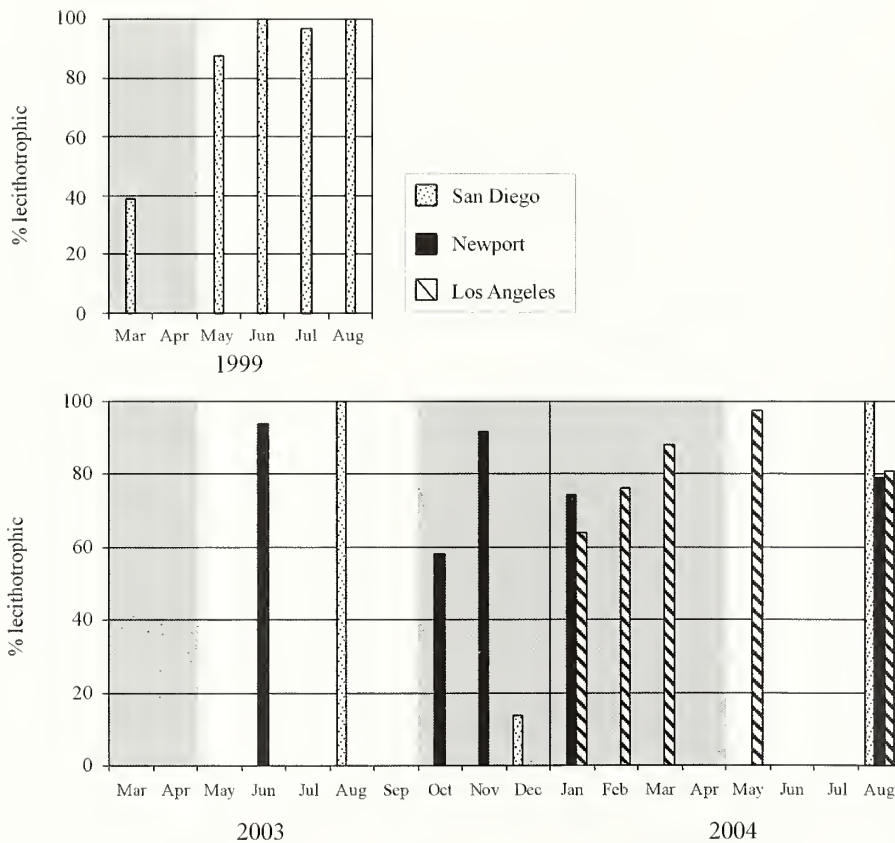 % lecithotrophic
100
80
60
40
20
0
Mar Apr May Jun Jul Aug
1999
San Diego
Newport
Los Angeles
% lecithotrophic
100
80
60
40
20
0
Mar Apr May Jun Jul Aug Sep Oct Nov Dec Jan Feb Mar Apr May Jun Jul Aug
2003 2004